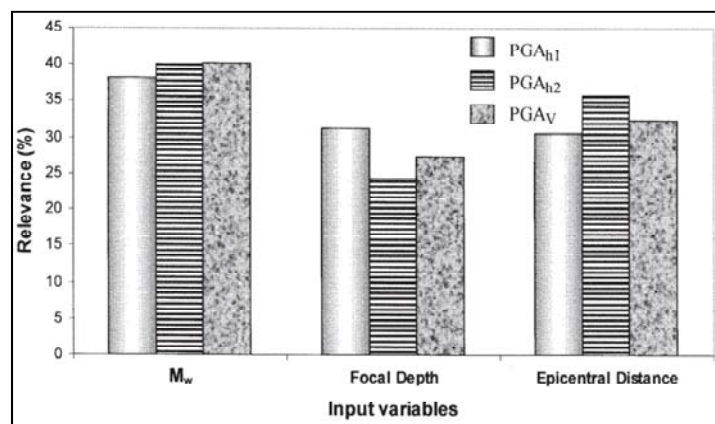 45
40
35
30
25
20
15
10
5
0
Relevance (%)
PGAh1
PGAh2
PGAV
Mw
Focal Depth
Epicentral Distance
Input variables